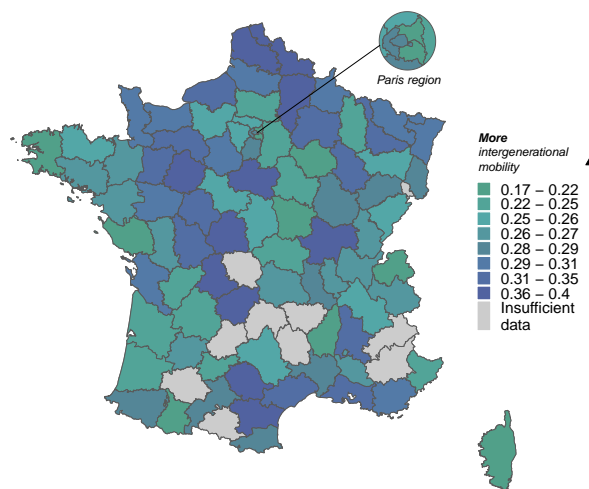 Paris region
More
intergenerational
mobility
0.17 – 0.22
0.22 – 0.25
0.25 – 0.26
0.26 – 0.27
0.28 – 0.29
0.29 – 0.31
0.31 – 0.35
0.36 – 0.4
Insufficient
data